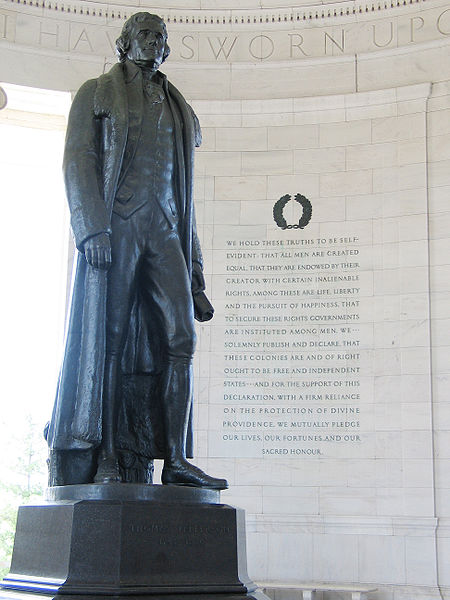 T HAVE SWORN UPO
WE HOLD THESE TRUTHS TO BE SELF-
EVIDENT: THAT ALL MEN ARE CREATED
EQUAL, THAT THEY ARE ENDOWED BY THEIR
CREATOR WITH CERTAIN INALIENABLE
RIGHTS, AMONG THESE ARE LIFE, LIBERTY
AND THE PURSUIT OF HAPPINESS, THAT
TO SECURE THESE RIGHTS GOVERNMENTS
ARE INSTITUTED AMONG MEN. WE···
SOLEMNLY PUBLISH AND DECLARE, THAT
THESE COLONIES ARE AND OF RIGHT
OUGHT TO BE FREE AND INDEPENDENT
STATES···AND FOR THE SUPPORT OF THIS
DECLARATION, WITH A FIRM RELIANCE
ON THE PROTECTION OF DIVINE
PROVIDENCE, WE MUTUALLY PLEDGE
OUR LIVES, OUR FORTUNES AND OUR
SACRED HONOUR.
THOMAS JEFFERSON